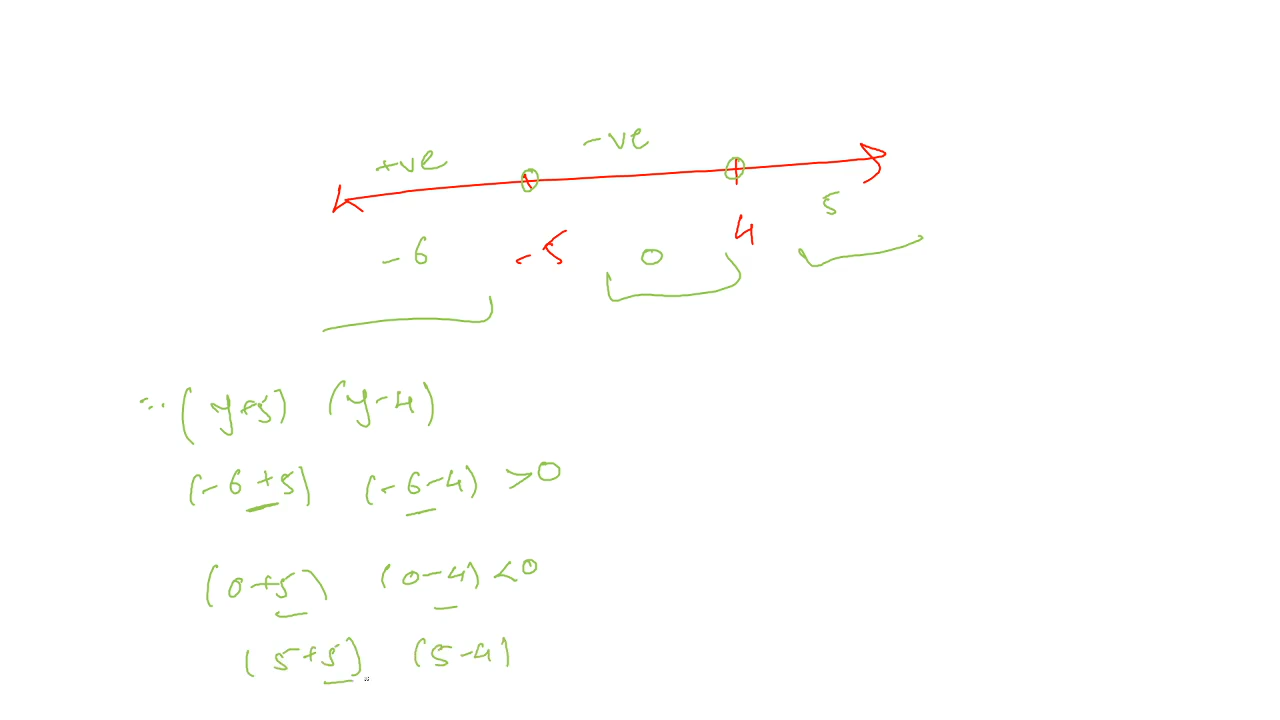 +ve -ve
5
-6 -5 0 4
∵ (y+5) (y-4)
(-6+5) (-6-4) >0
(0+5) (0-4) <0
(5+5) (5-4)